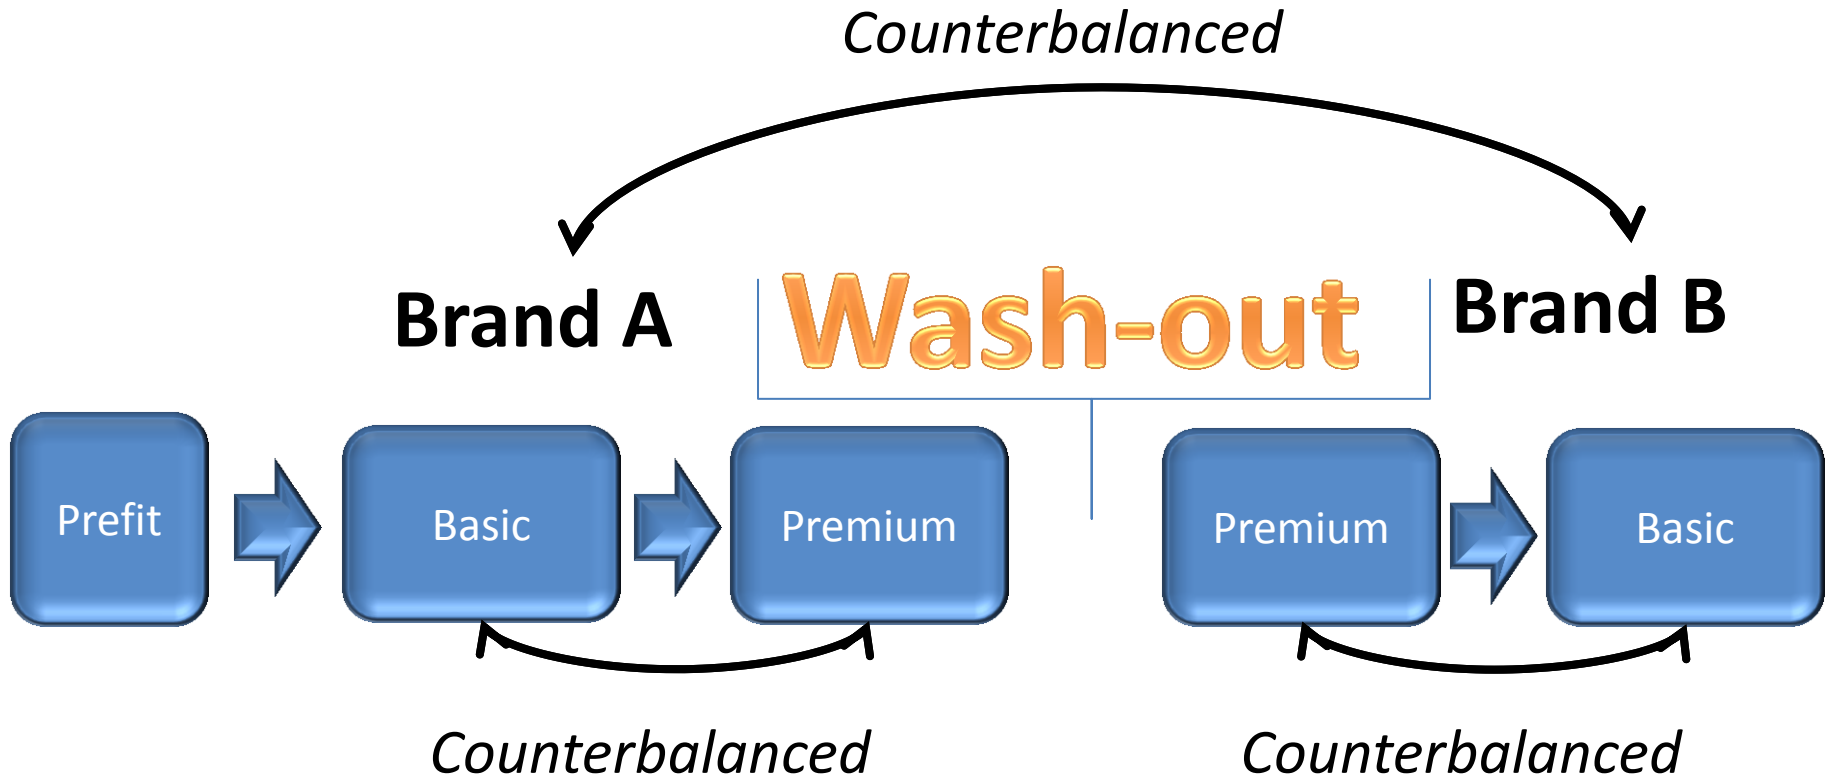 Counterbalanced
Brand A
Wash-out
Brand B
Prefit
Basic
Premium
Premium
Basic
Counterbalanced
Counterbalanced